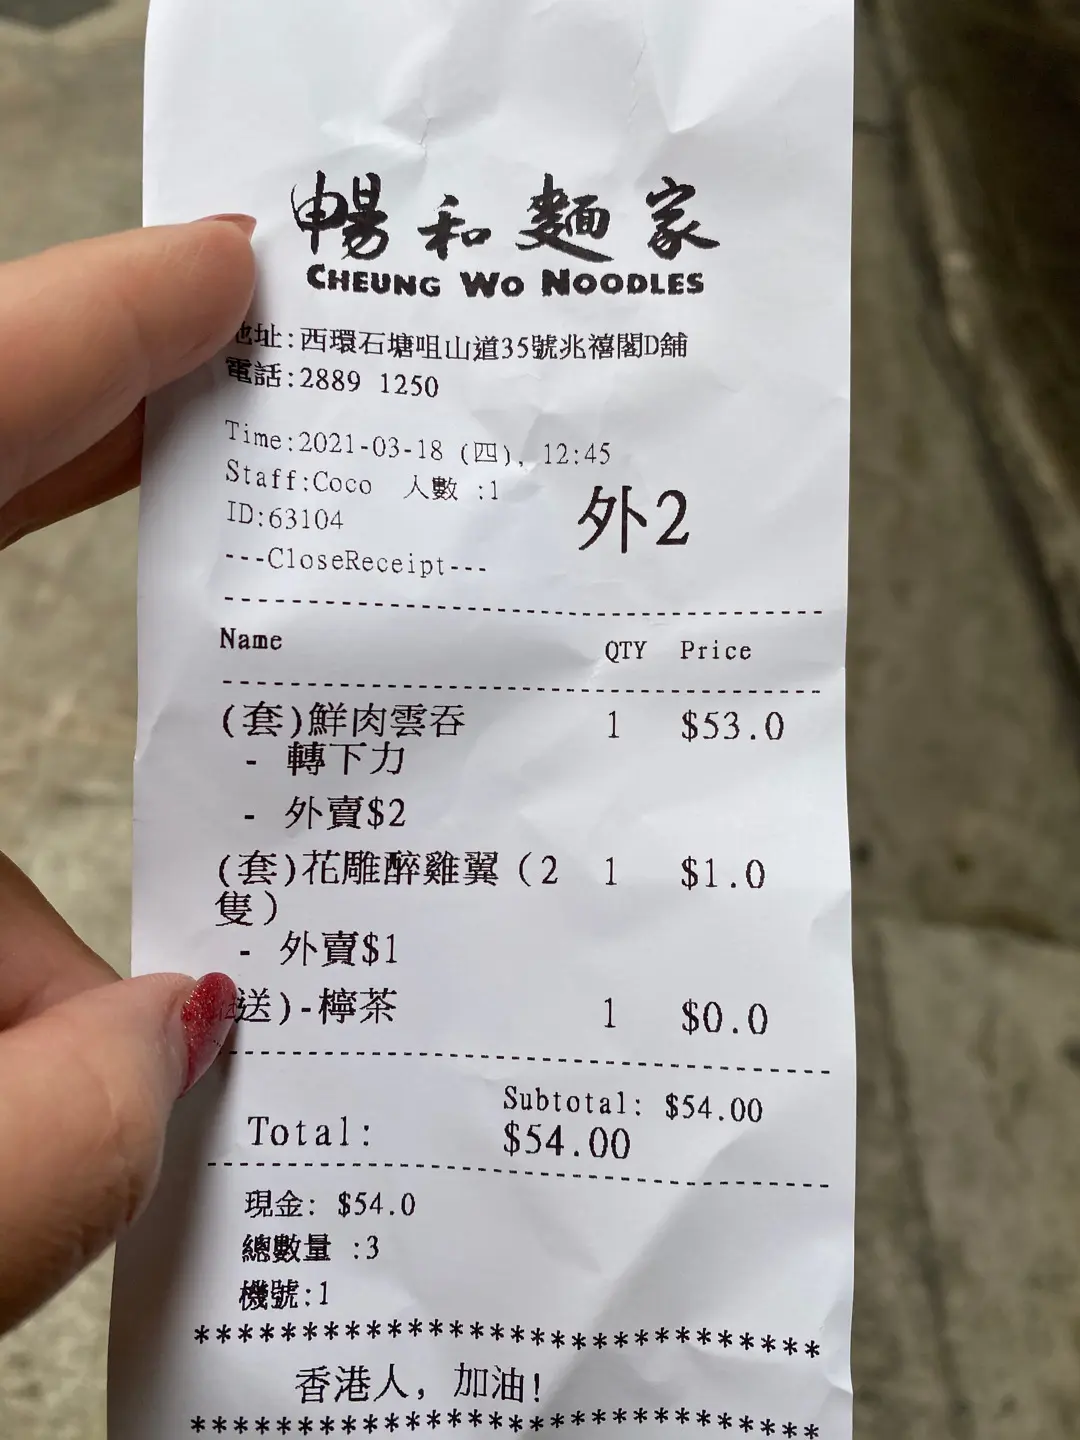 暢和麵家
CHEUNG WO NOODLES
地址:西環石塘咀山道35號兆禧閣D舖
電話:2889 1250
Time:2021-03-18 (四), 12:45
Staff:Coco 人數 :1
ID:63104
外2
---CloseReceipt---
Name QTY Price
(套)鮮肉雲吞 1 $53.0
- 轉下力
- 外賣$2
(套)花雕醉雞翼（2 1 $1.0
隻）
- 外賣$1
送)-檸茶 1 $0.0
Subtotal: $54.00
Total: $54.00
現金: $54.0
總數量 :3
機號:1
******************************
香港人, 加油!
******************************